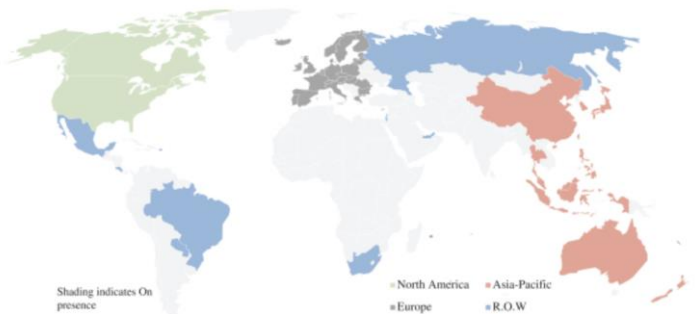 Shading indicates On
presence
North America
Asia-Pacific
Europe
R.O.W